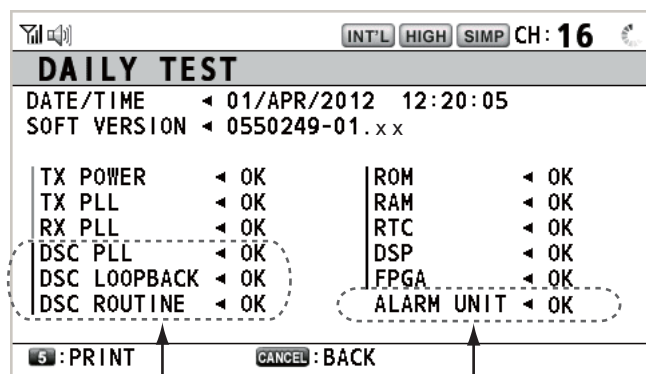 INT'L HIGH SIMP CH: 16
DAILY TEST
DATE/TIME ◄ 01/APR/2012 12:20:05
SOFT VERSION ◄ 0550249-01.xx
TX POWER ◄ OK
TX PLL ◄ OK
RX PLL ◄ OK
DSC PLL ◄ OK
DSC LOOPBACK ◄ OK
DSC ROUTINE ◄ OK
ROM ◄ OK
RAM ◄ OK
RTC ◄ OK
DSP ◄ OK
FPGA ◄ OK
ALARM UNIT ◄ OK
5 : PRINT CANCEL : BACK